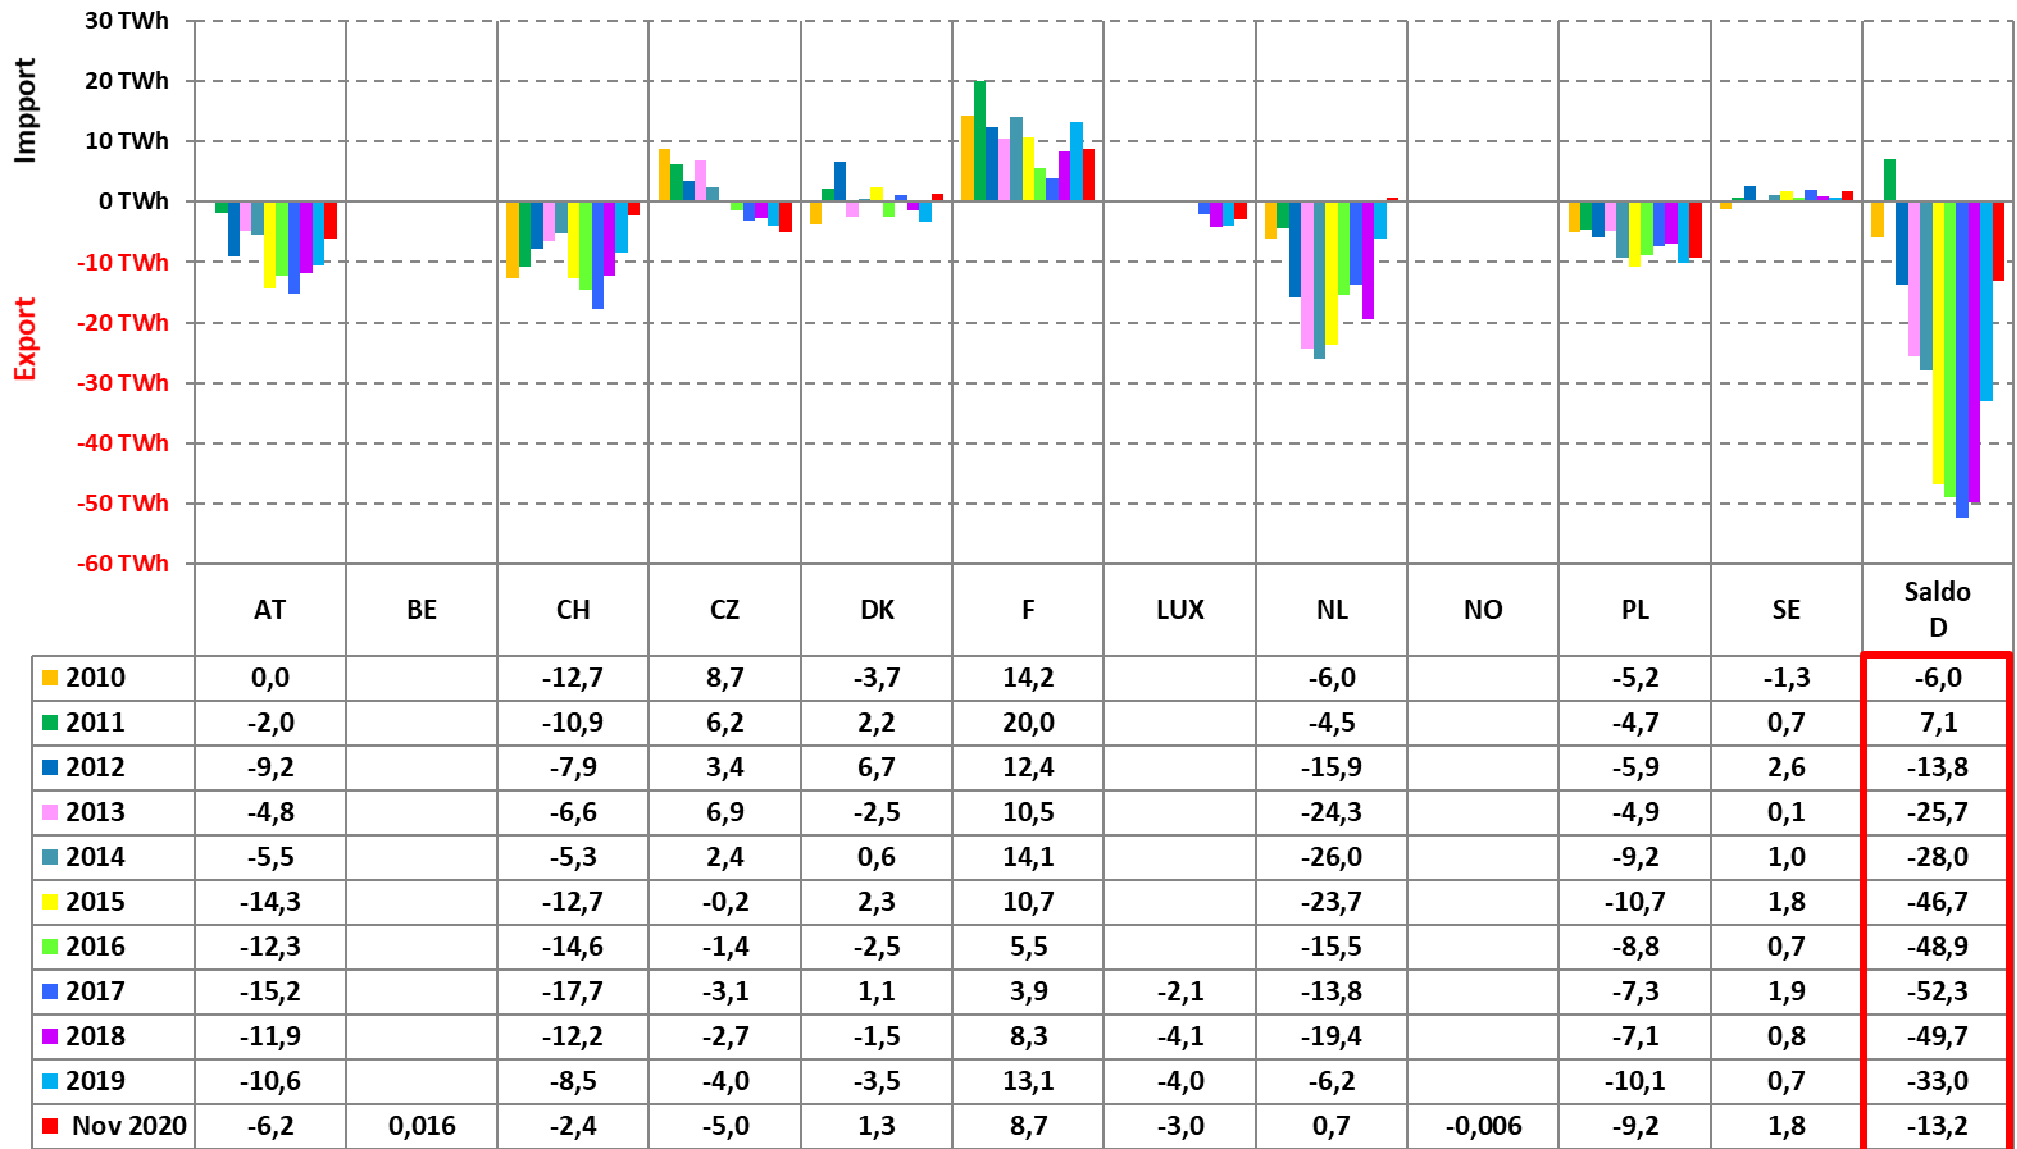 30 TWh
20 TWh
10 TWh
0 TWh
-10 TWh
-20 TWh
-30 TWh
-40 TWh
-50 TWh
-60 TWh
Impport
Export
AT BE CH CZ DK F LUX NL NO PL SE Saldo D
2010 0,0 -12,7 8,7 -3,7 14,2 -6,0 -5,2 -1,3 -6,0
2011 -2,0 -10,9 6,2 2,2 20,0 -4,5 -4,7 0,7 7,1
2012 -9,2 -7,9 3,4 6,7 12,4 -15,9 -5,9 2,6 -13,8
2013 -4,8 -6,6 6,9 -2,5 10,5 -24,3 -4,9 0,1 -25,7
2014 -5,5 -5,3 2,4 0,6 14,1 -26,0 -9,2 1,0 -28,0
2015 -14,3 -12,7 -0,2 2,3 10,7 -23,7 -10,7 1,8 -46,7
2016 -12,3 -14,6 -1,4 -2,5 5,5 -15,5 -8,8 0,7 -48,9
2017 -15,2 -17,7 -3,1 1,1 3,9 -2,1 -13,8 -7,3 1,9 -52,3
2018 -11,9 -12,2 -2,7 -1,5 8,3 -4,1 -19,4 -7,1 0,8 -49,7
2019 -10,6 -8,5 -4,0 -3,5 13,1 -4,0 -6,2 -10,1 0,7 -33,0
Nov 2020 -6,2 0,016 -2,4 -5,0 1,3 8,7 -3,0 0,7 -0,006 -9,2 1,8 -13,2